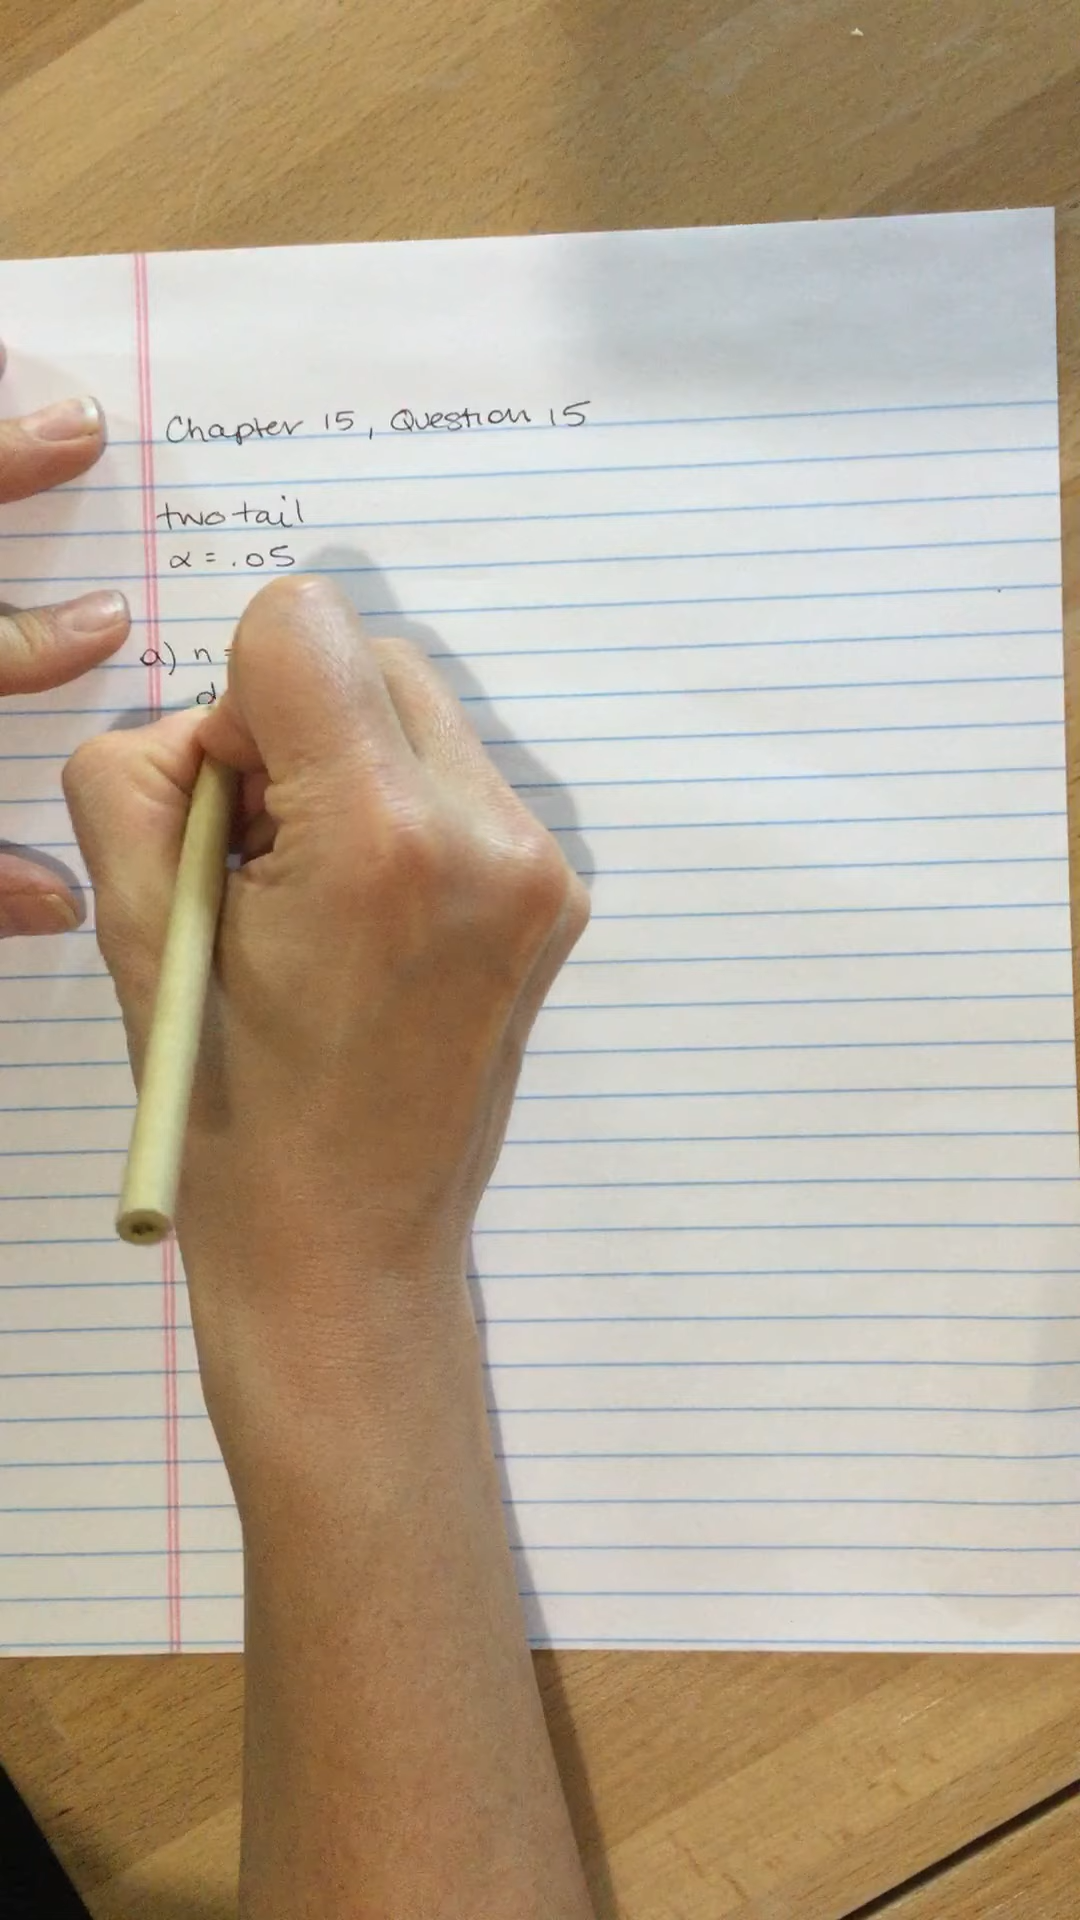 Chapter 15, Question 15
two tail
α = .05
a) n =
d